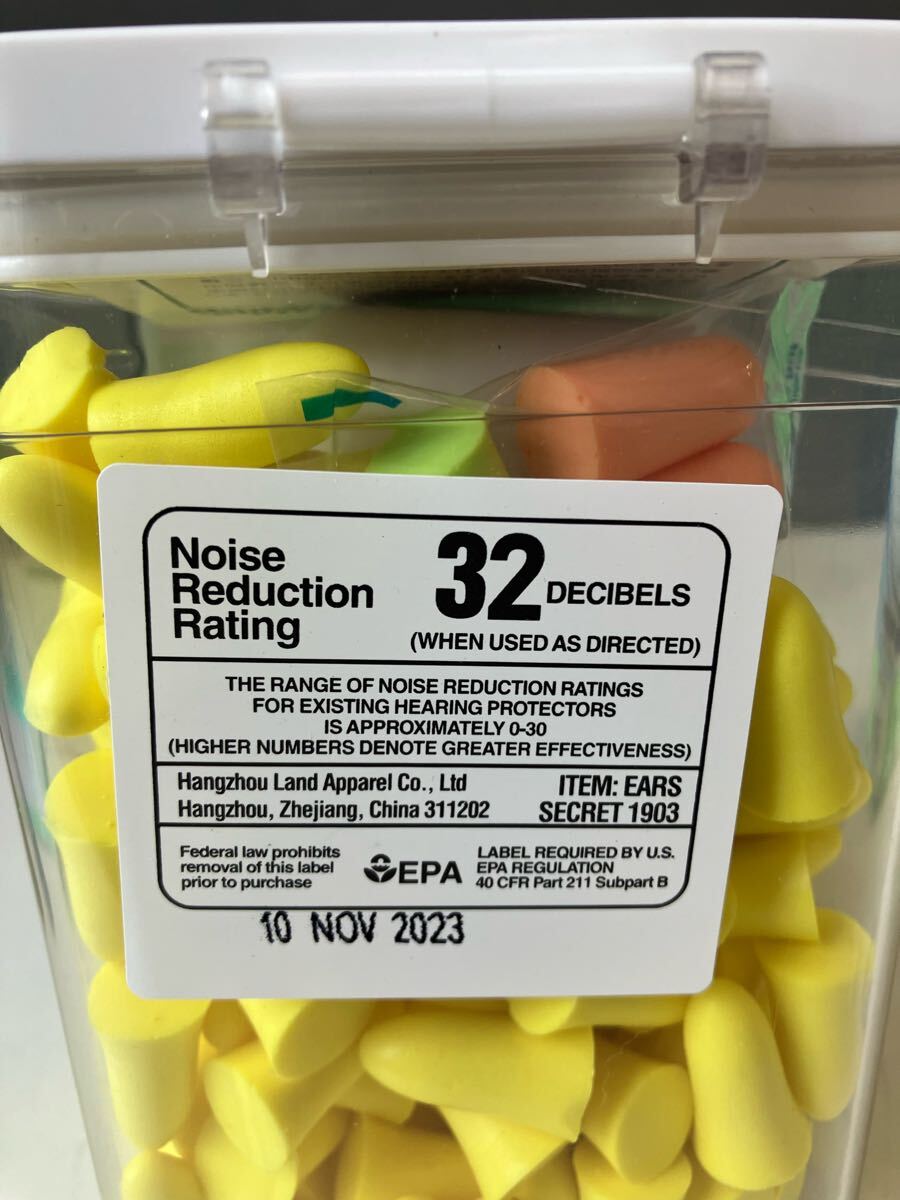 Noise
Reduction
Rating
32 DECIBELS
(WHEN USED AS DIRECTED)
THE RANGE OF NOISE REDUCTION RATINGS
FOR EXISTING HEARING PROTECTORS
IS APPROXIMATELY 0-30
(HIGHER NUMBERS DENOTE GREATER EFFECTIVENESS)
Hangzhou Land Apparel Co., Ltd
Hangzhou, Zhejiang, China 311202
ITEM: EARS
SECRET 1903
Federal law prohibits
removal of this label
prior to purchase
EPA
LABEL REQUIRED BY U.S.
EPA REGULATION
40 CFR Part 211 Subpart B
10 NOV 2023